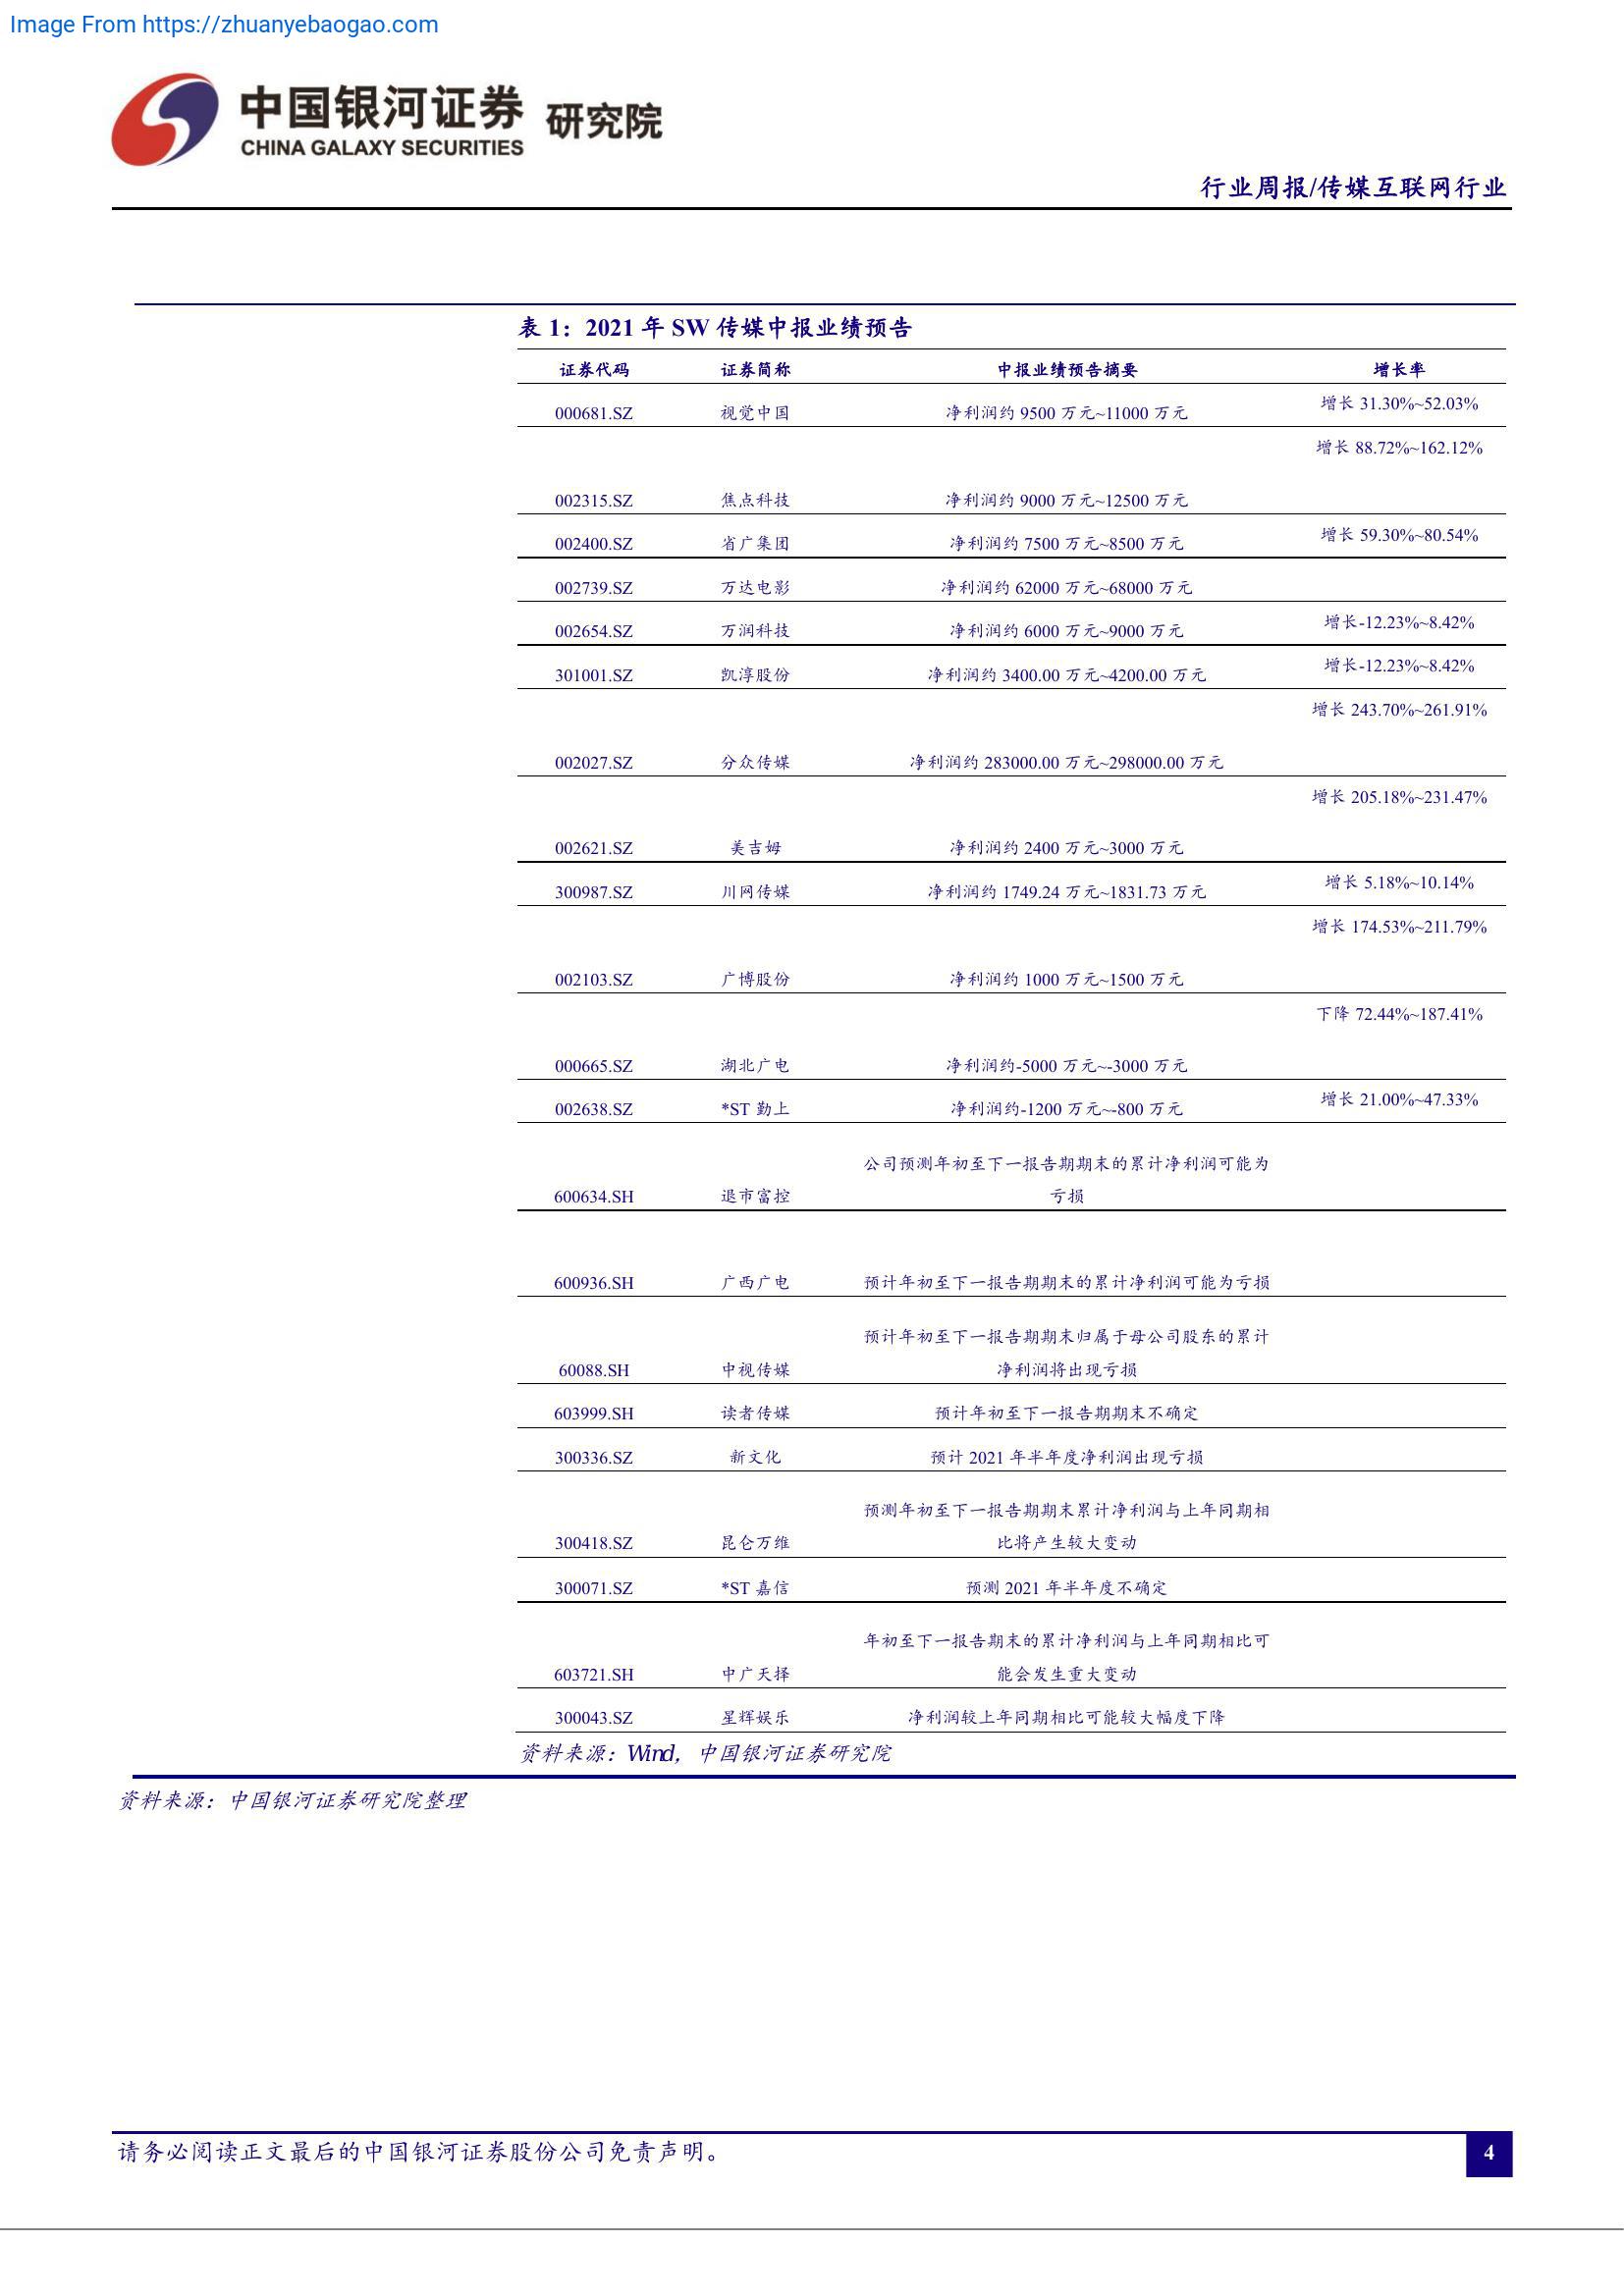 Image From https://zhuanyebaogao.com
中国银河证券 研究院
CHINA GALAXY SECURITIES
行业周报/传媒互联网行业
表 1：2021 年 SW 传媒中报业绩预告
证券代码 证券简称 中报业绩预告摘要 增长率
000681.SZ 视觉中国 净利润约 9500 万元~11000 万元 增长 31.30%~52.03%
增长 88.72%~162.12%
002315.SZ 焦点科技 净利润约 9000 万元~12500 万元
002400.SZ 省广集团 净利润约 7500 万元~8500 万元 增长 59.30%~80.54%
002739.SZ 万达电影 净利润约 62000 万元~68000 万元
002654.SZ 万润科技 净利润约 6000 万元~9000 万元 增长-12.23%~8.42%
301001.SZ 凯淳股份 净利润约 3400.00 万元~4200.00 万元 增长-12.23%~8.42%
增长 243.70%~261.91%
002027.SZ 分众传媒 净利润约 283000.00 万元~298000.00 万元
增长 205.18%~231.47%
002621.SZ 美吉姆 净利润约 2400 万元~3000 万元
300987.SZ 川网传媒 净利润约 1749.24 万元~1831.73 万元 增长 5.18%~10.14%
增长 174.53%~211.79%
002103.SZ 广博股份 净利润约 1000 万元~1500 万元
下降 72.44%~187.41%
000665.SZ 湖北广电 净利润约-5000 万元~-3000 万元
002638.SZ *ST 勤上 净利润约-1200 万元~-800 万元 增长 21.00%~47.33%
公司预测年初至下一报告期期末的累计净利润可能为
600634.SH 退市富控 亏损
600936.SH 广西广电 预计年初至下一报告期期末的累计净利润可能为亏损
预计年初至下一报告期期末归属于母公司股东的累计
60088.SH 中视传媒 净利润将出现亏损
603999.SH 读者传媒 预计年初至下一报告期期末不确定
300336.SZ 新文化 预计 2021 年半年度净利润出现亏损
预测年初至下一报告期期末累计净利润与上年同期相
300418.SZ 昆仑万维 比将产生较大变动
300071.SZ *ST 嘉信 预测 2021 年半年度不确定
年初至下一报告期末的累计净利润与上年同期相比可
603721.SH 中广天择 能会发生重大变动
300043.SZ 星辉娱乐 净利润较上年同期相比可能较大幅度下降
资料来源：Wind，中国银河证券研究院
资料来源：中国银河证券研究院整理
请务必阅读正文最后的中国银河证券股份公司免责声明。
4